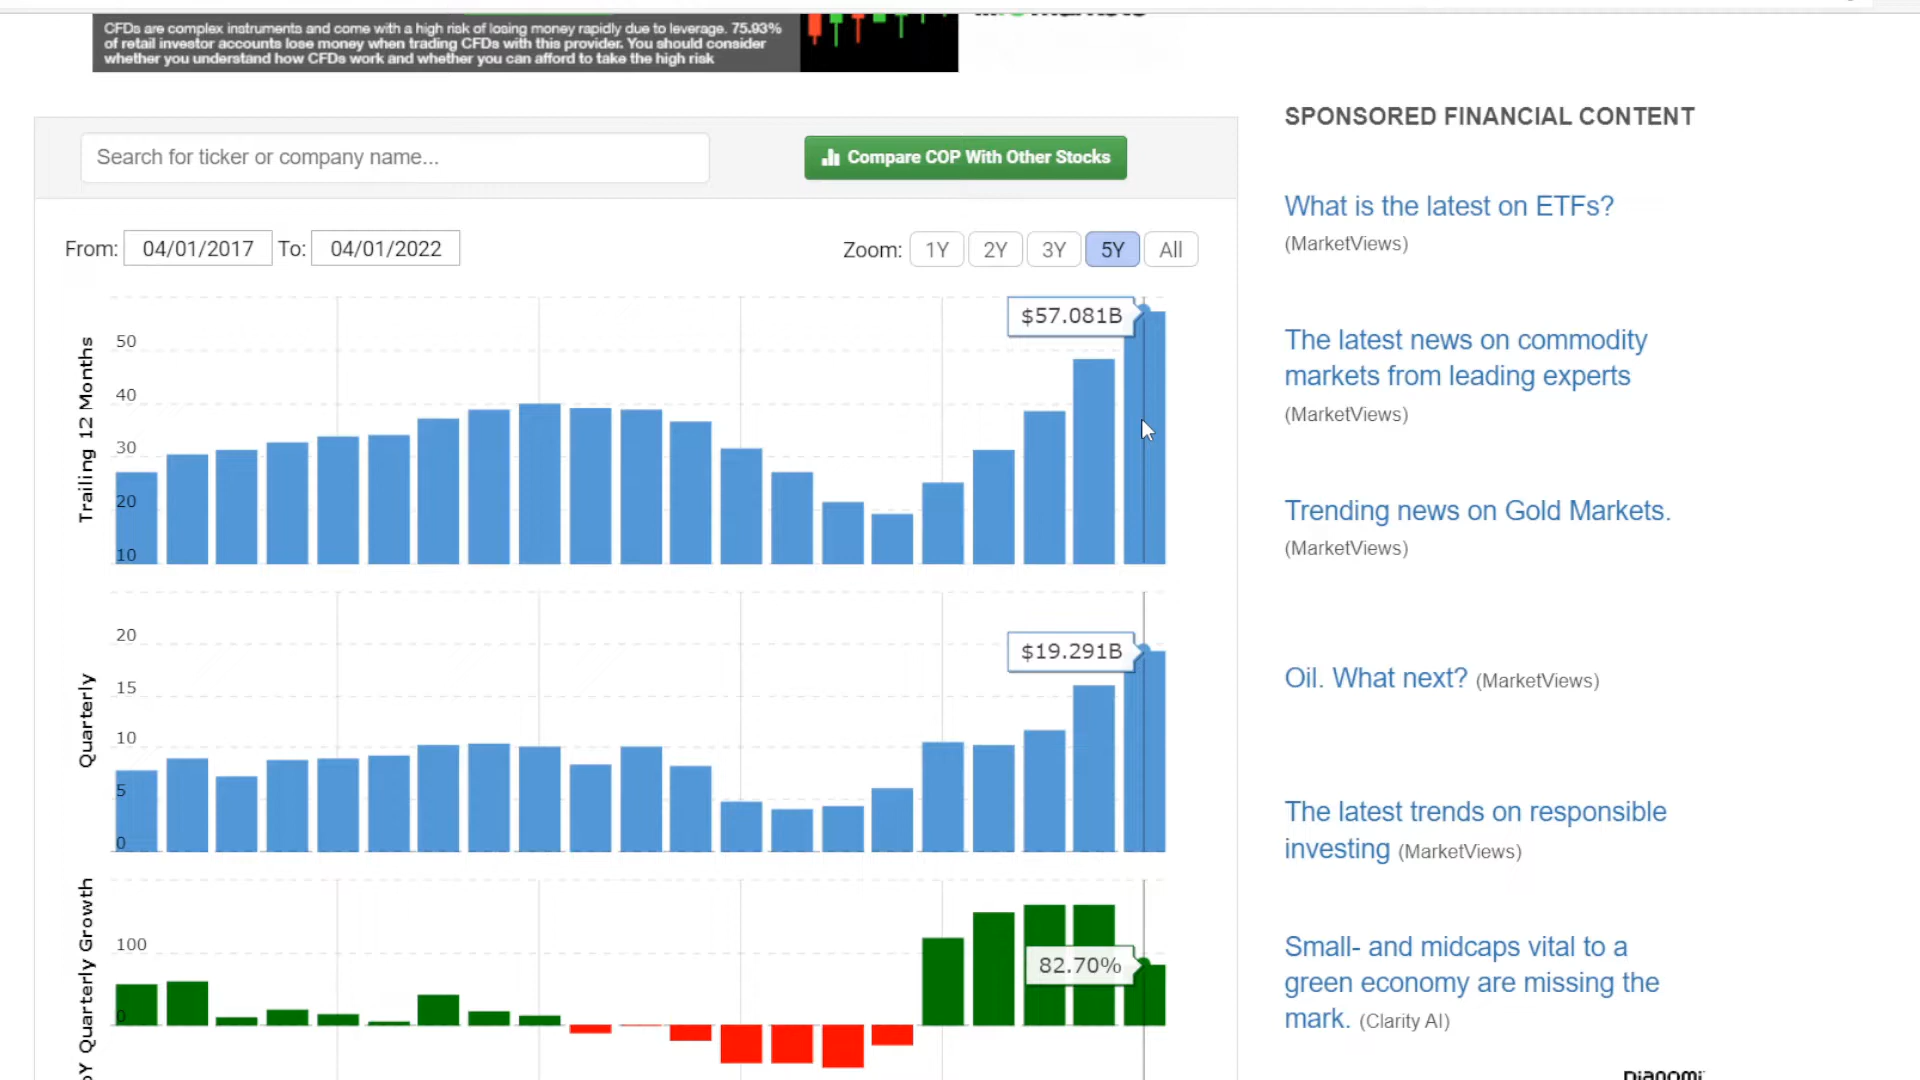 CFDs are complex instruments and come with a high risk of losing money rapidly due to leverage. 75.93%
of retail investor accounts lose money when trading CFDs with this provider. You should consider
whether you understand how CFDs work and whether you can afford to take the high risk
Search for ticker or company name...
Compare COP With Other Stocks
From: 04/01/2017 To: 04/01/2022
Zoom: 1Y 2Y 3Y 5Y All
Trailing 12 Months
50
40
30
20
10
$57.081B
Quarterly
20
15
10
5
0
$19.291B
Quarterly Growth
100
0
82.70%
SPONSORED FINANCIAL CONTENT
What is the latest on ETFs?
(MarketViews)
The latest news on commodity
markets from leading experts
(MarketViews)
Trending news on Gold Markets.
(MarketViews)
Oil. What next? (MarketViews)
The latest trends on responsible
investing (MarketViews)
Small- and midcaps vital to a
green economy are missing the
mark. (Clarity AI)